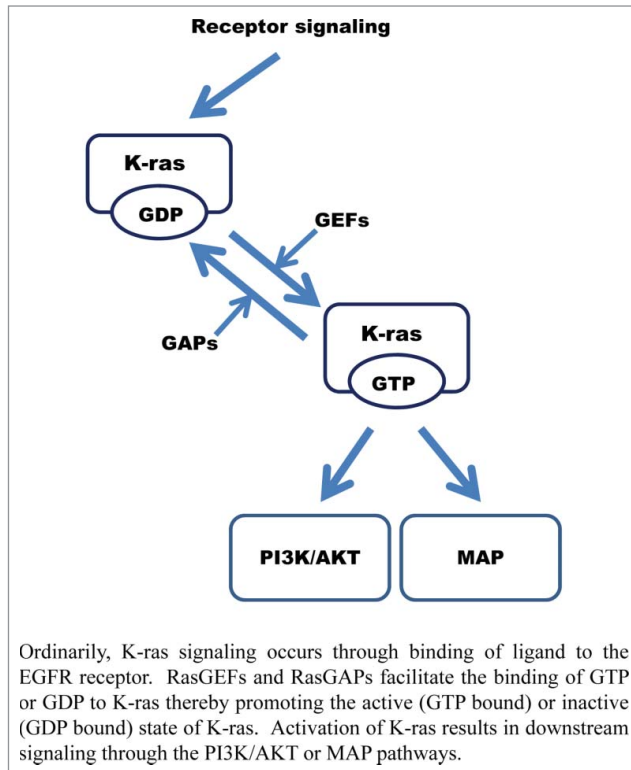 Receptor signaling
K-ras
GDP
GEFs
GAPs
K-ras
GTP
PI3K/AKT
MAP
Ordinarily, K-ras signaling occurs through binding of ligand to the
EGFR receptor. RasGEFs and RasGAPs facilitate the binding of GTP
or GDP to K-ras thereby promoting the active (GTP bound) or inactive
(GDP bound) state of K-ras. Activation of K-ras results in downstream
signaling through the PI3K/AKT or MAP pathways.